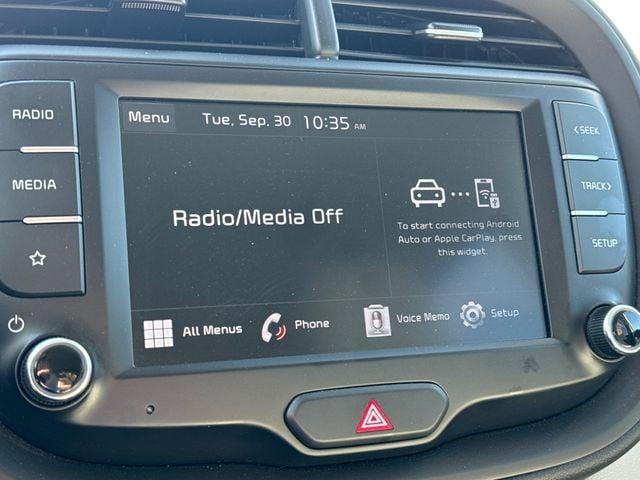 Menu Tue, Sep. 30 10:35 AM
RADIO
MEDIA
< SEEK
TRACK >
SETUP
Radio/Media Off
To start connecting Android
Auto or Apple CarPlay, press
this widget.
All Menus Phone Voice Memo Setup